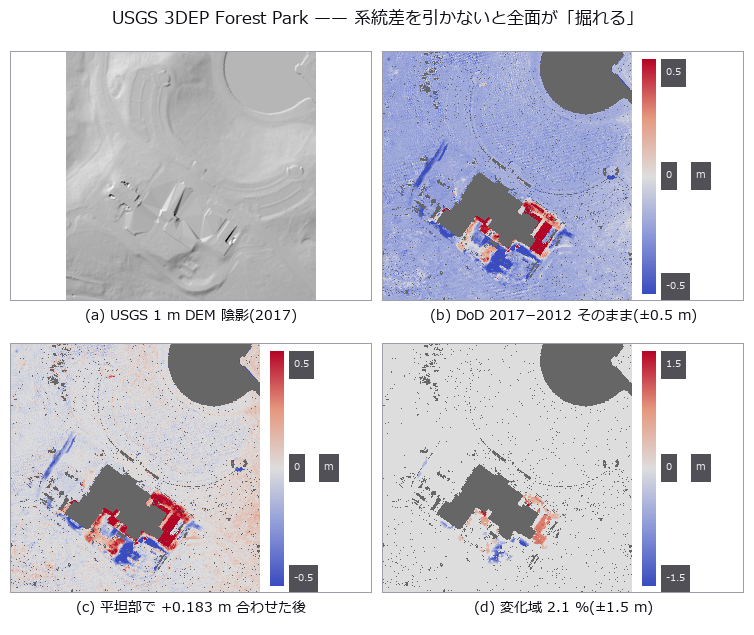 USGS 3DEP Forest Park —— 系統差を引かないと全面が「掘れる」
0.5
0
m
-0.5
(a) USGS 1 m DEM 陰影(2017)
(b) DoD 2017−2012 そのまま(±0.5 m)
0.5
0
m
-0.5
1.5
0
m
-1.5
(c) 平坦部で +0.183 m 合わせた後
(d) 変化域 2.1 %(±1.5 m)